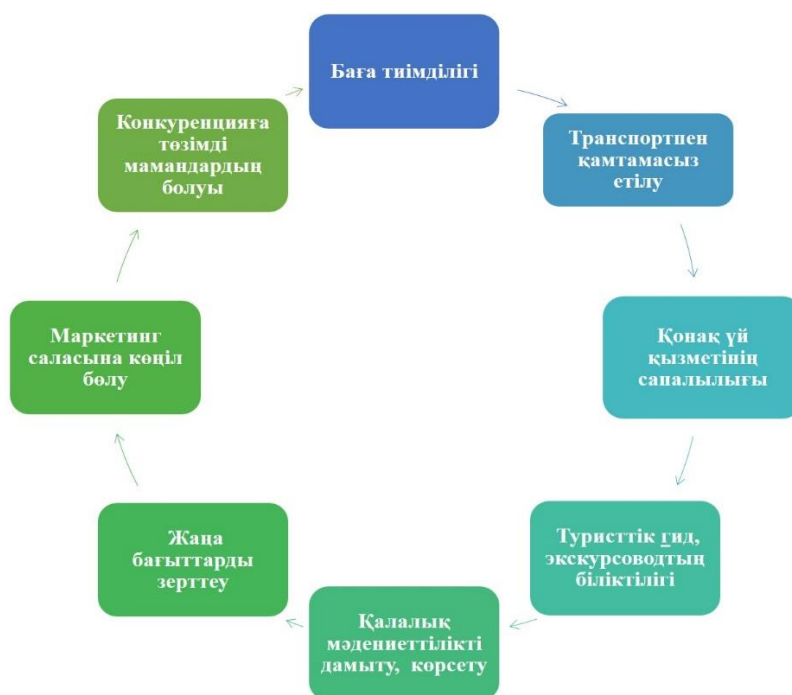 Баға тиімділігі
Транспортпен
қамтамасыз
етілу
Қонақ үй
қызметінің
сапалылығы
Туристтік гид,
экскурсоводтың
біліктілігі
Қалалық
мәдениеттілікті
дамыту, көрсету
Жаңа
бағыттарды
зерттеу
Маркетинг
саласына көңіл
бөлу
Конкуренцияға
төзімді
мамандардың
болуы